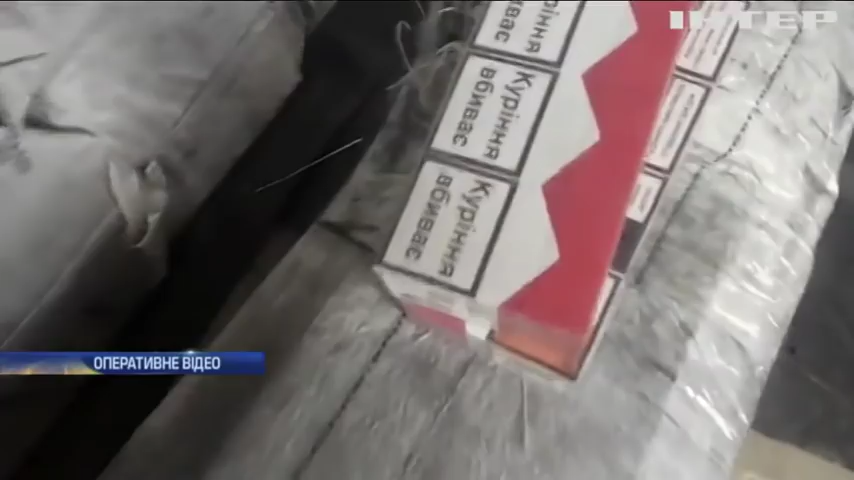 ІНТЕР
Куріння
вбиває
Куріння
вбиває
Куріння
вбиває
ОПЕРАТИВНЕ ВІДЕО